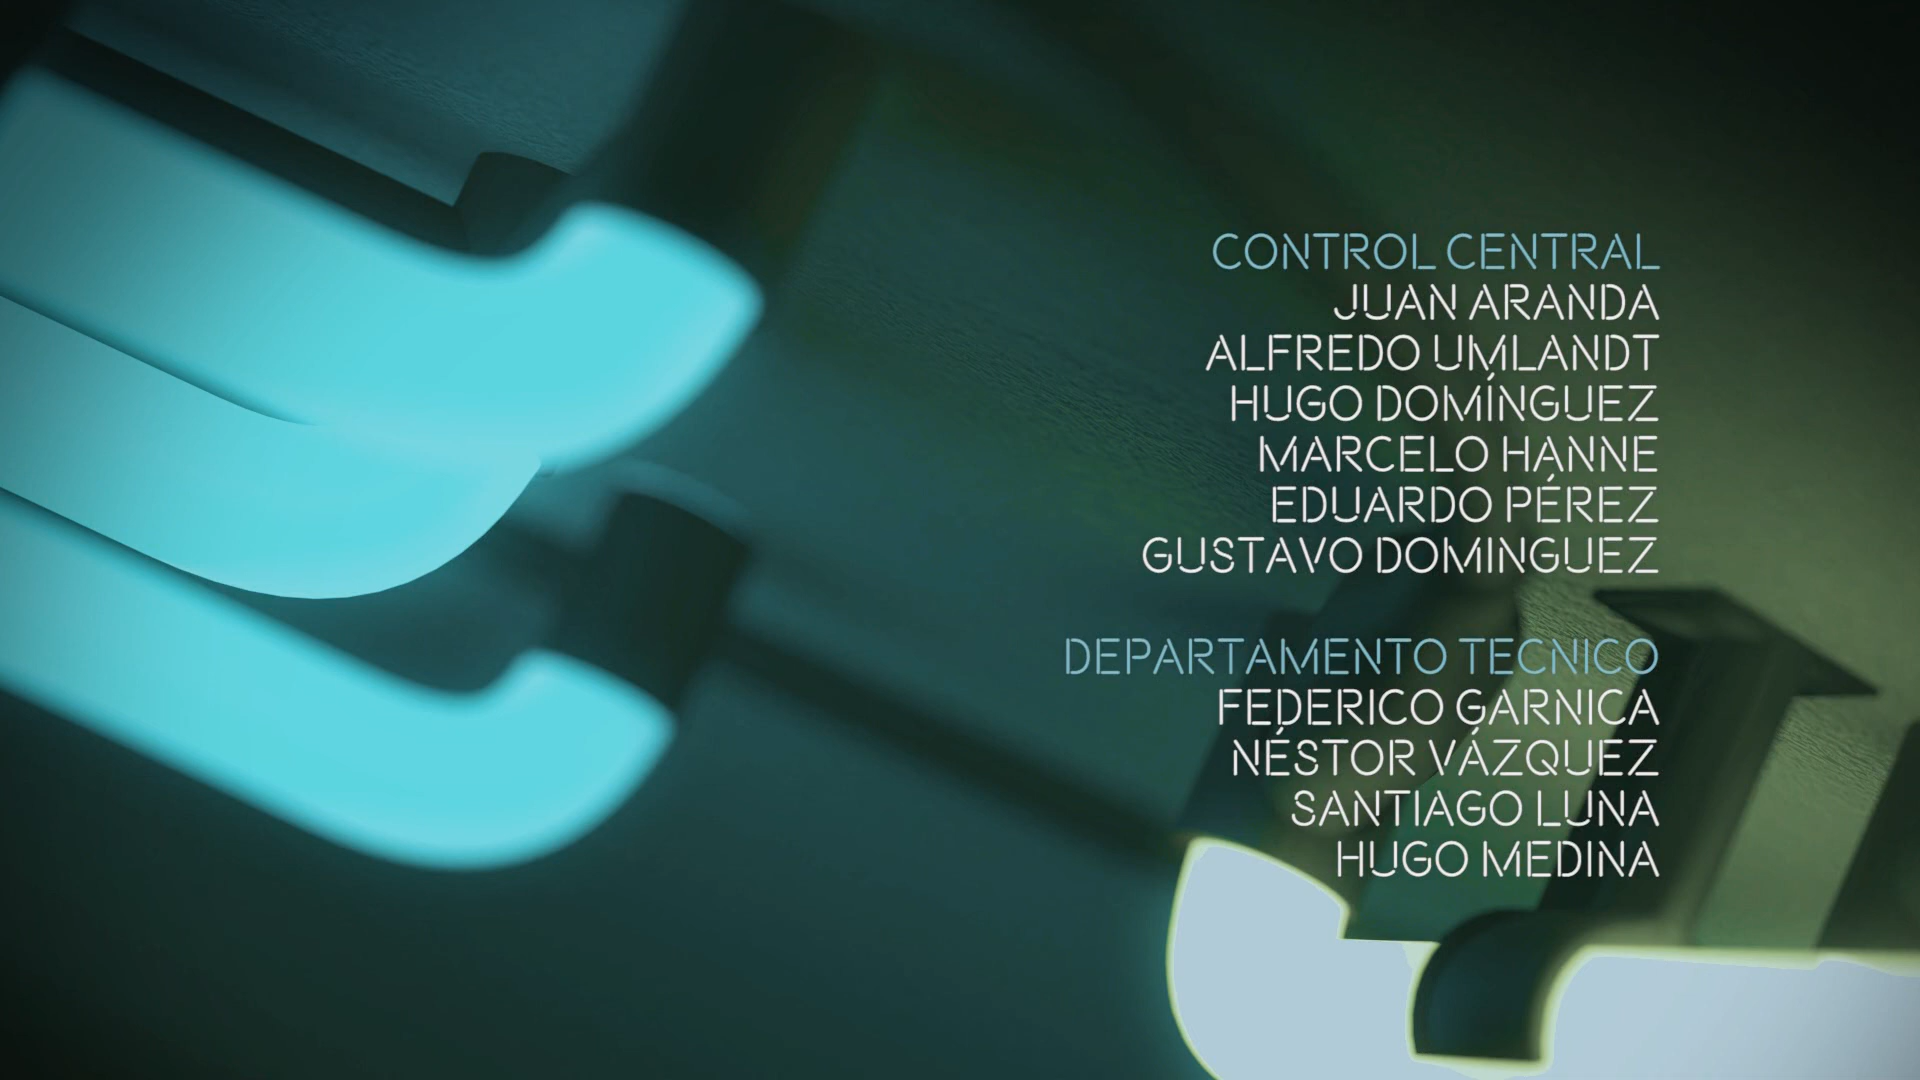 CONTROL CENTRAL
JUAN ARANDA
ALFREDO UMLANDT
HUGO DOMÍNGUEZ
MARCELO HANNE
EDUARDO PÉREZ
GUSTAVO DOMINGUEZ
DEPARTAMENTO TECNICO
FEDERICO GARNICA
NÉSTOR VÁZQUEZ
SANTIAGO LUNA
HUGO MEDINA